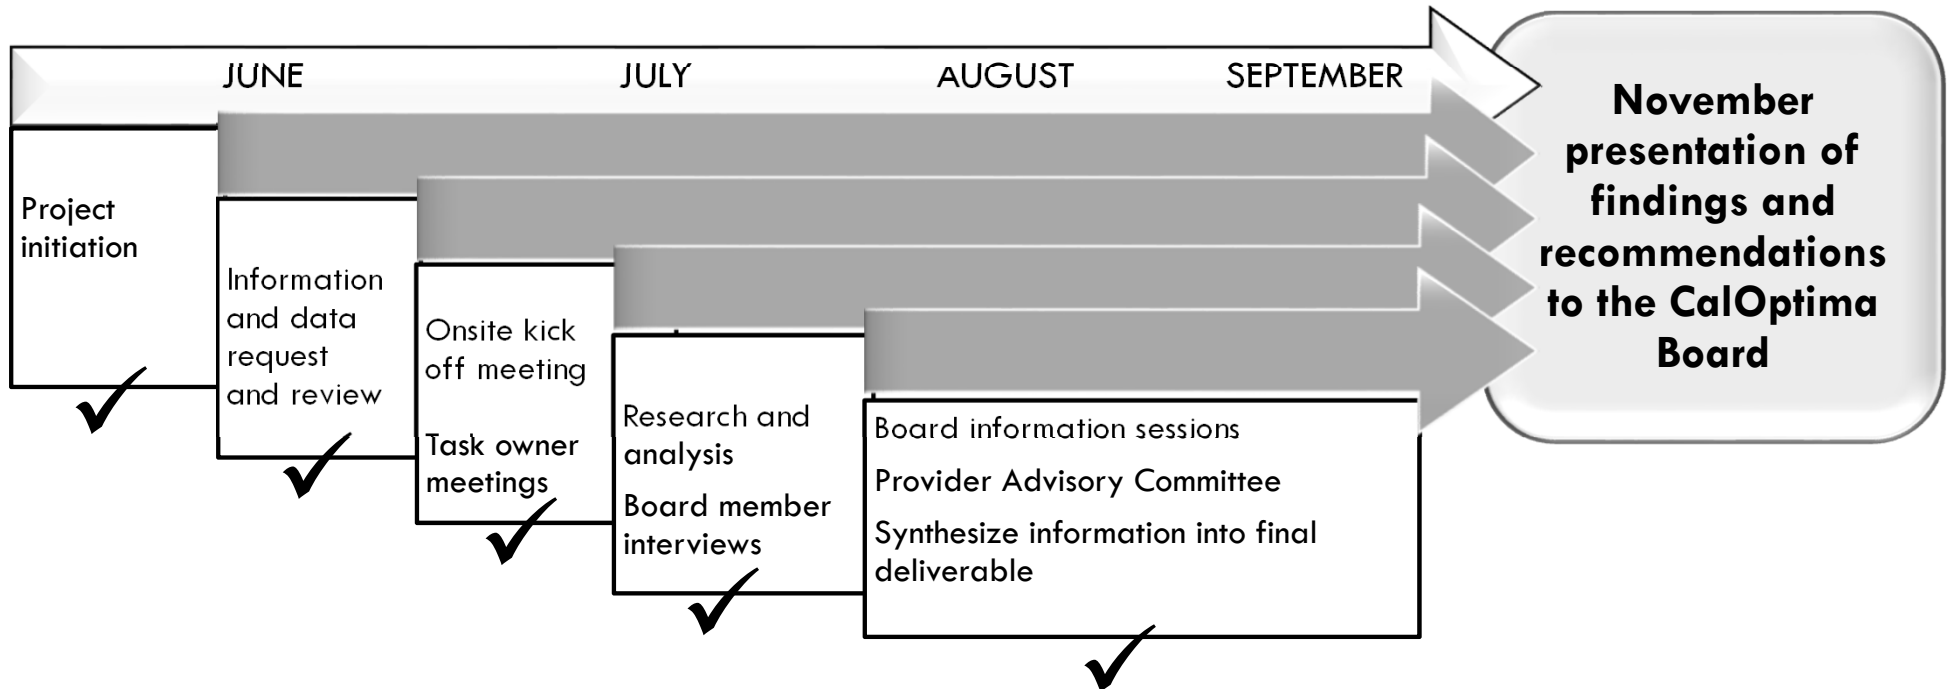 JUNE JULY AUGUST SEPTEMBER
Project
initiation
Information
and data
request
and review
Onsite kick
off meeting
Task owner
meetings
Research and
analysis
Board member
interviews
Board information sessions
Provider Advisory Committee
Synthesize information into final
deliverable
November
presentation of
findings and
recommendations
to the CalOptima
Board